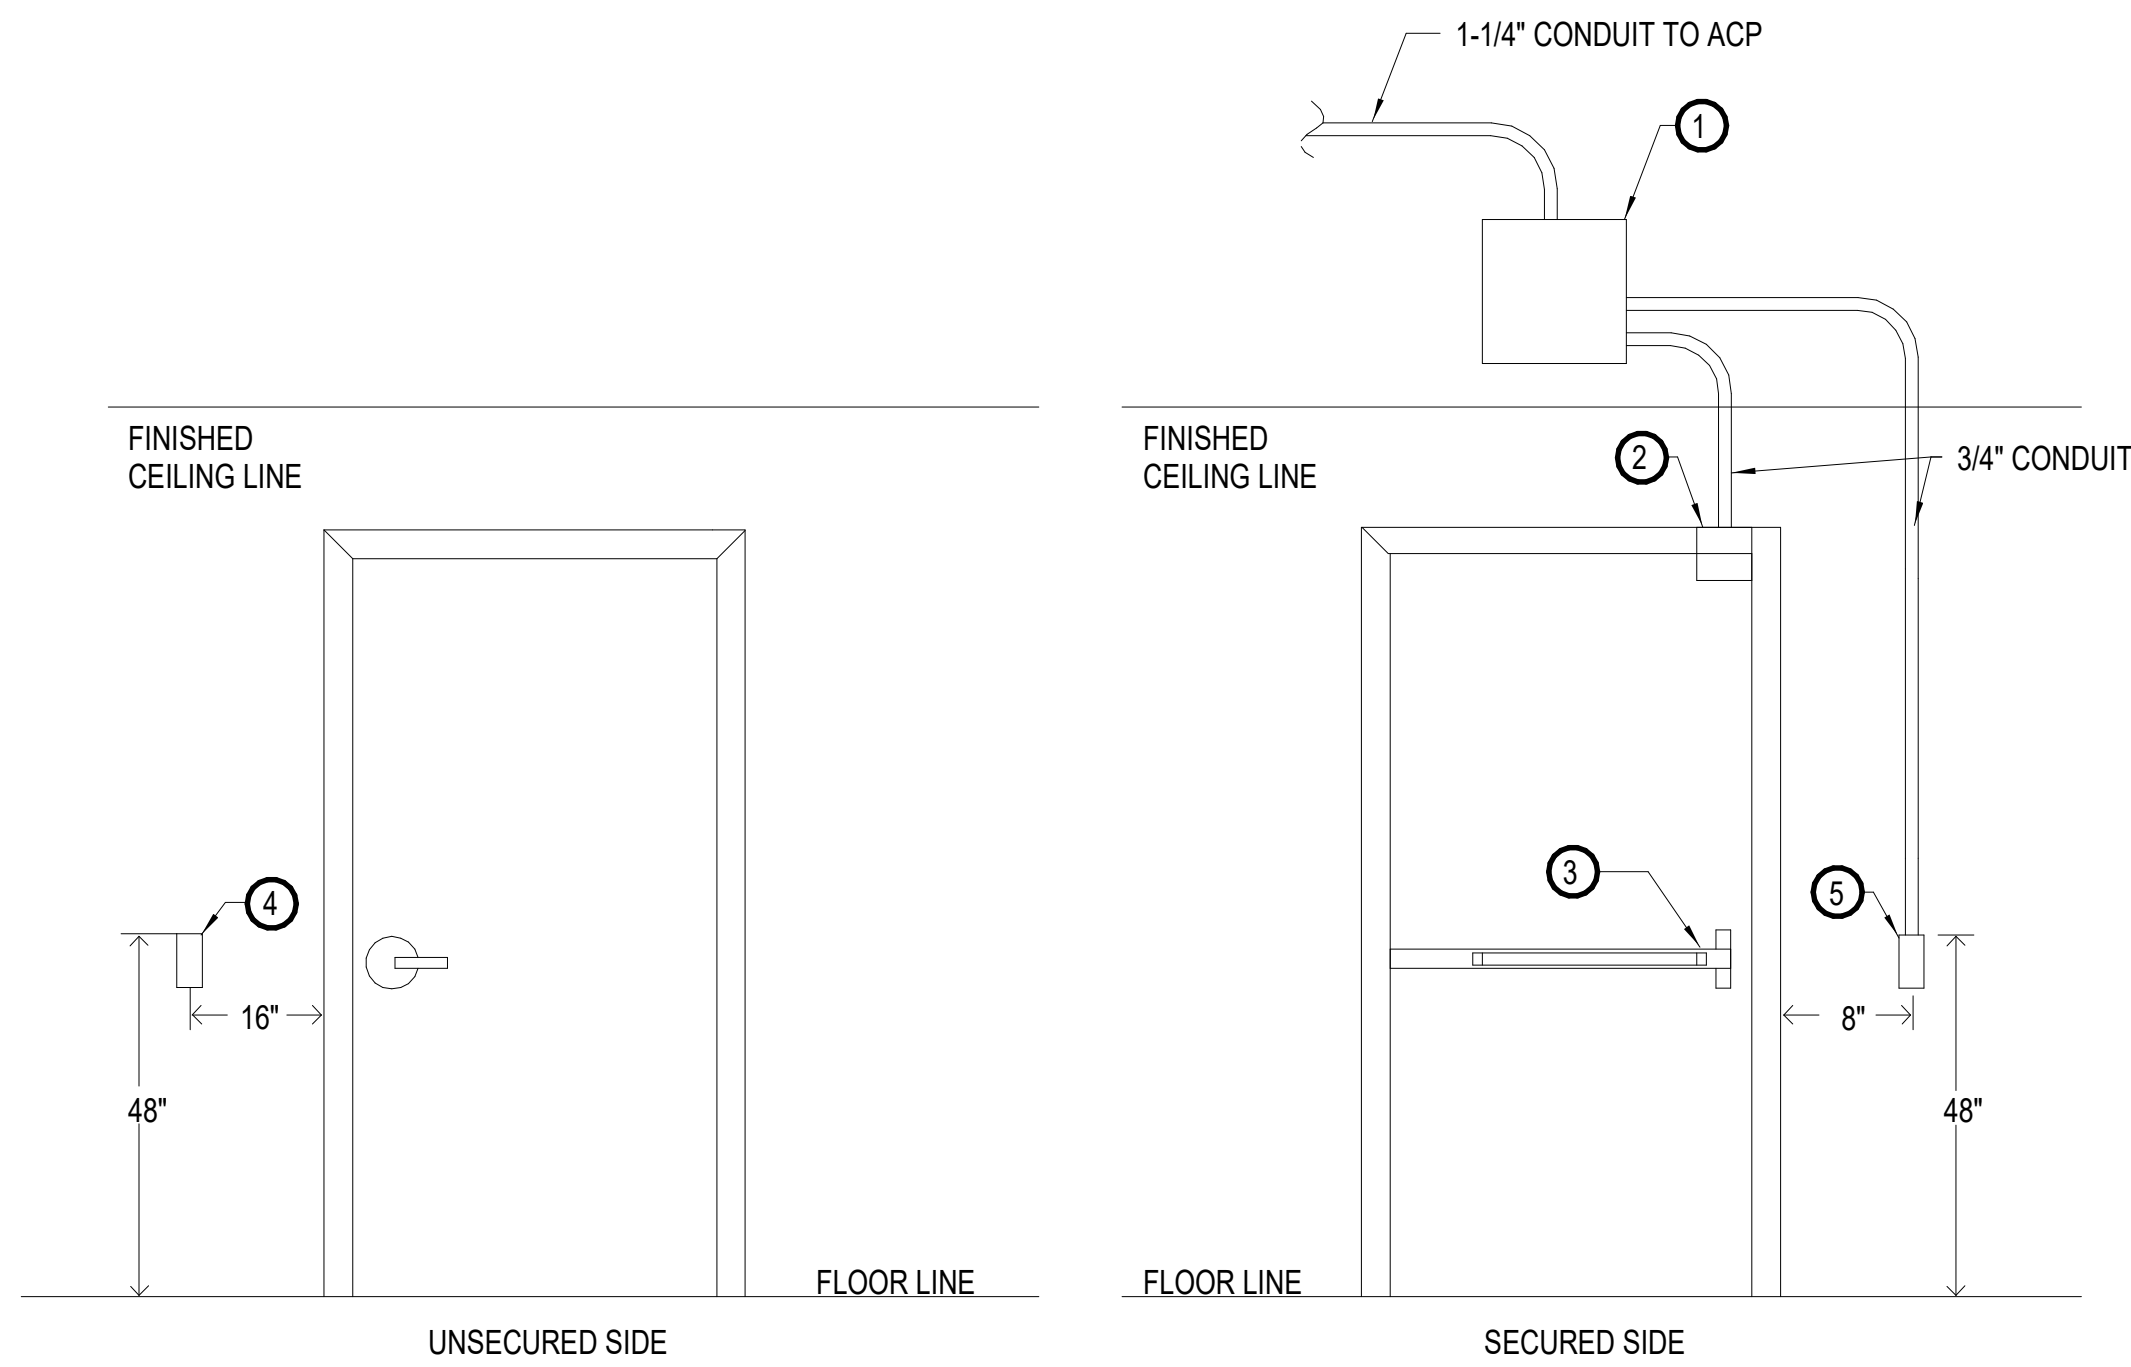 1-1/4" CONDUIT TO ACP
1
FINISHED
CEILING LINE
FINISHED
CEILING LINE
2
3/4" CONDUIT
4
3
5
16"
8"
48"
48"
FLOOR LINE
FLOOR LINE
UNSECURED SIDE
SECURED SIDE